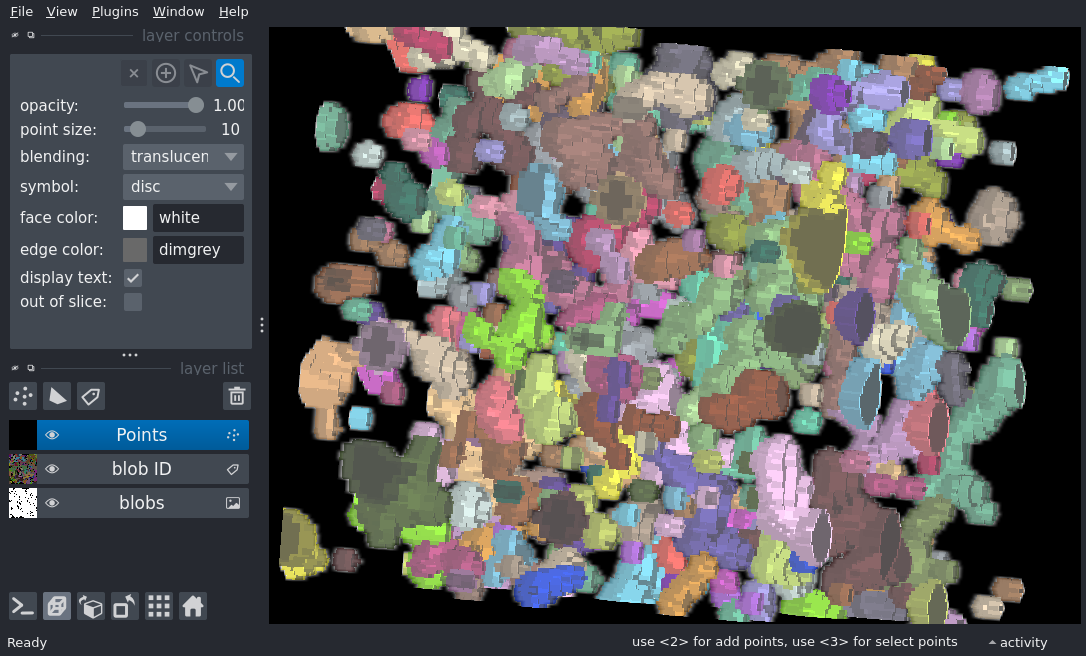 File View Plugins Window Help
layer controls
opacity: 1.00
point size: 10
blending: translucen
symbol: disc
face color: white
edge color: dimgrey
display text:
out of slice:
layer list
Points
blob ID
blobs
Ready use <2> for add points, use <3> for select points activity